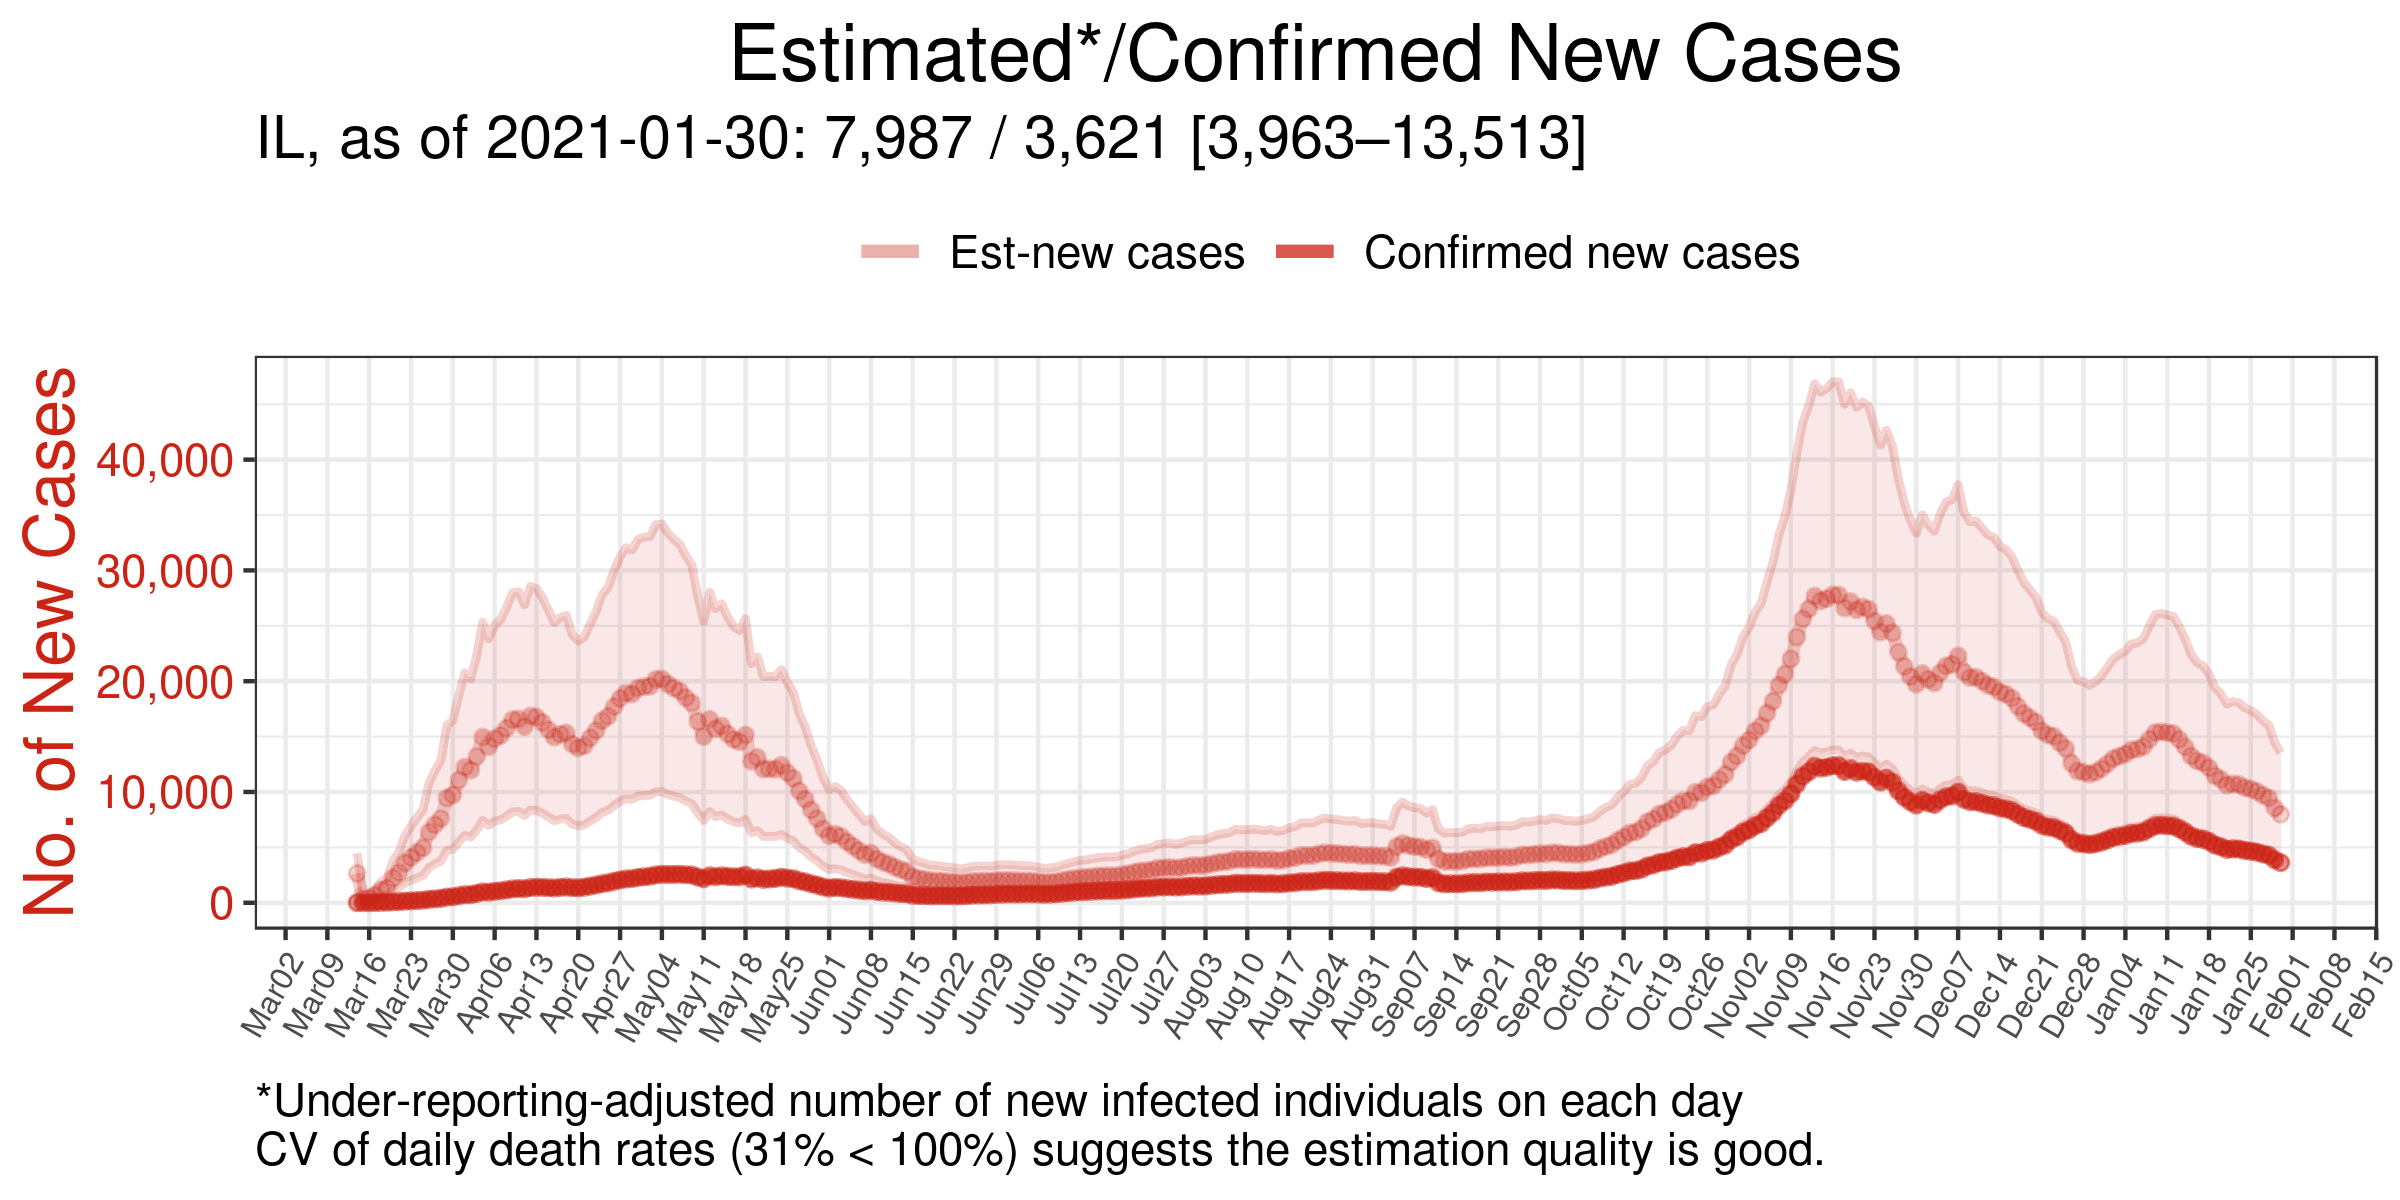 Estimated*/Confirmed New Cases
IL, as of 2021-01-30: 7,987 / 3,621 [3,963–13,513]
Est-new cases
Confirmed new cases
No. of New Cases
40,000
30,000
20,000
10,000
0
Mar02
Mar09
Mar16
Mar23
Mar30
Apr06
Apr13
Apr20
Apr27
May04
May11
May18
May25
Jun01
Jun08
Jun15
Jun22
Jun29
Jul06
Jul13
Jul20
Jul27
Aug03
Aug10
Aug17
Aug24
Aug31
Sep07
Sep14
Sep21
Sep28
Oct05
Oct12
Oct19
Oct26
Nov02
Nov09
Nov16
Nov23
Nov30
Dec07
Dec14
Dec21
Dec28
Jan04
Jan11
Jan18
Jan25
Feb01
Feb08
Feb15
*Under-reporting-adjusted number of new infected individuals on each day
CV of daily death rates (31% < 100%) suggests the estimation quality is good.